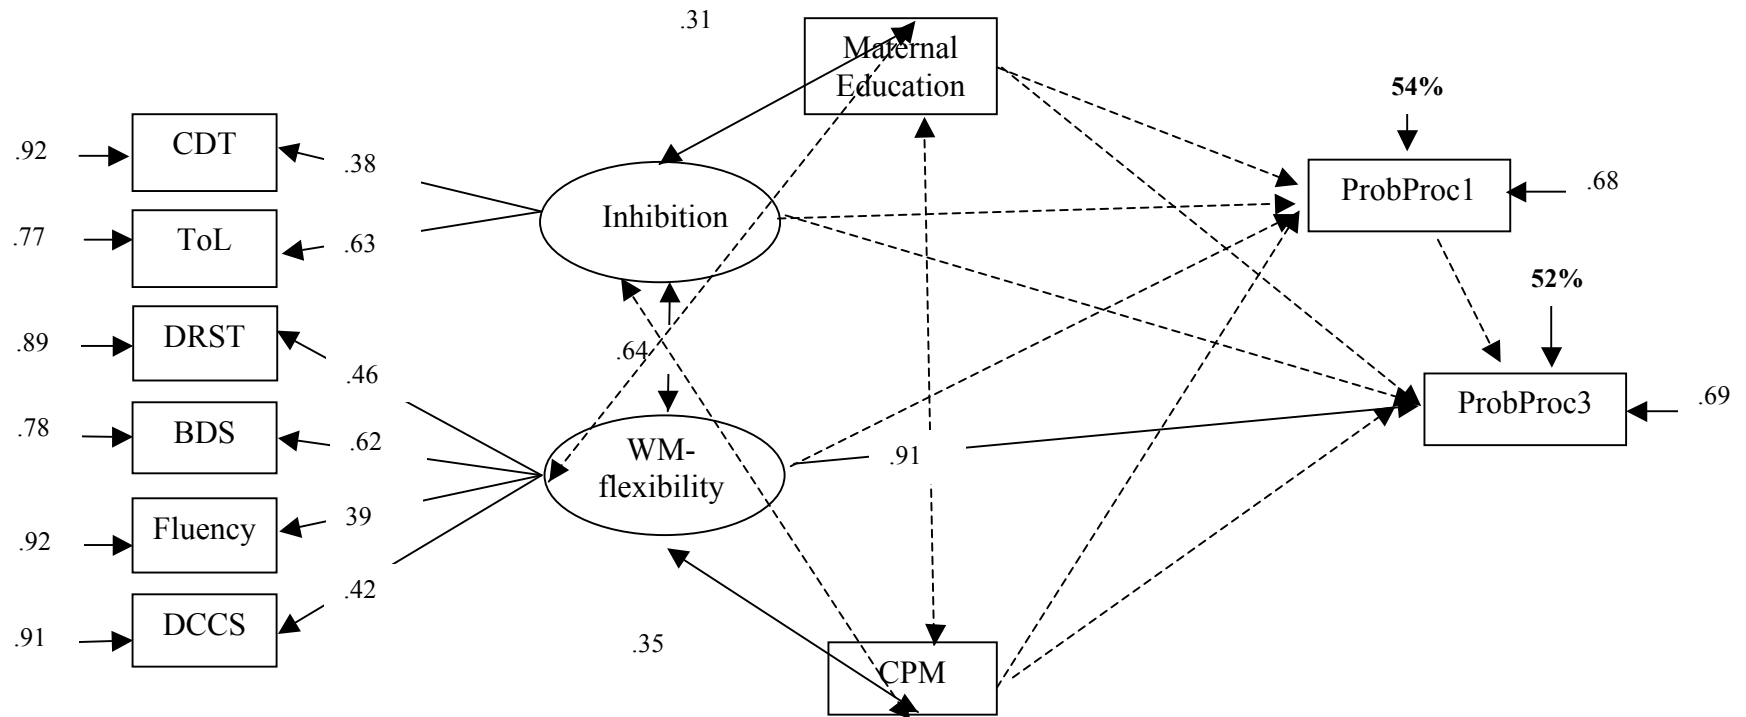 .31
Maternal
Education
54%
.92
CDT
.38
ProbProc1
.68
Inhibition
.77
ToL
.63
52%
.89
DRST
.64
.46
ProbProc3
.69
.78
BDS
.62
WM-
flexibility
.91
.92
Fluency
39
.42
.91
DCCS
.35
CPM